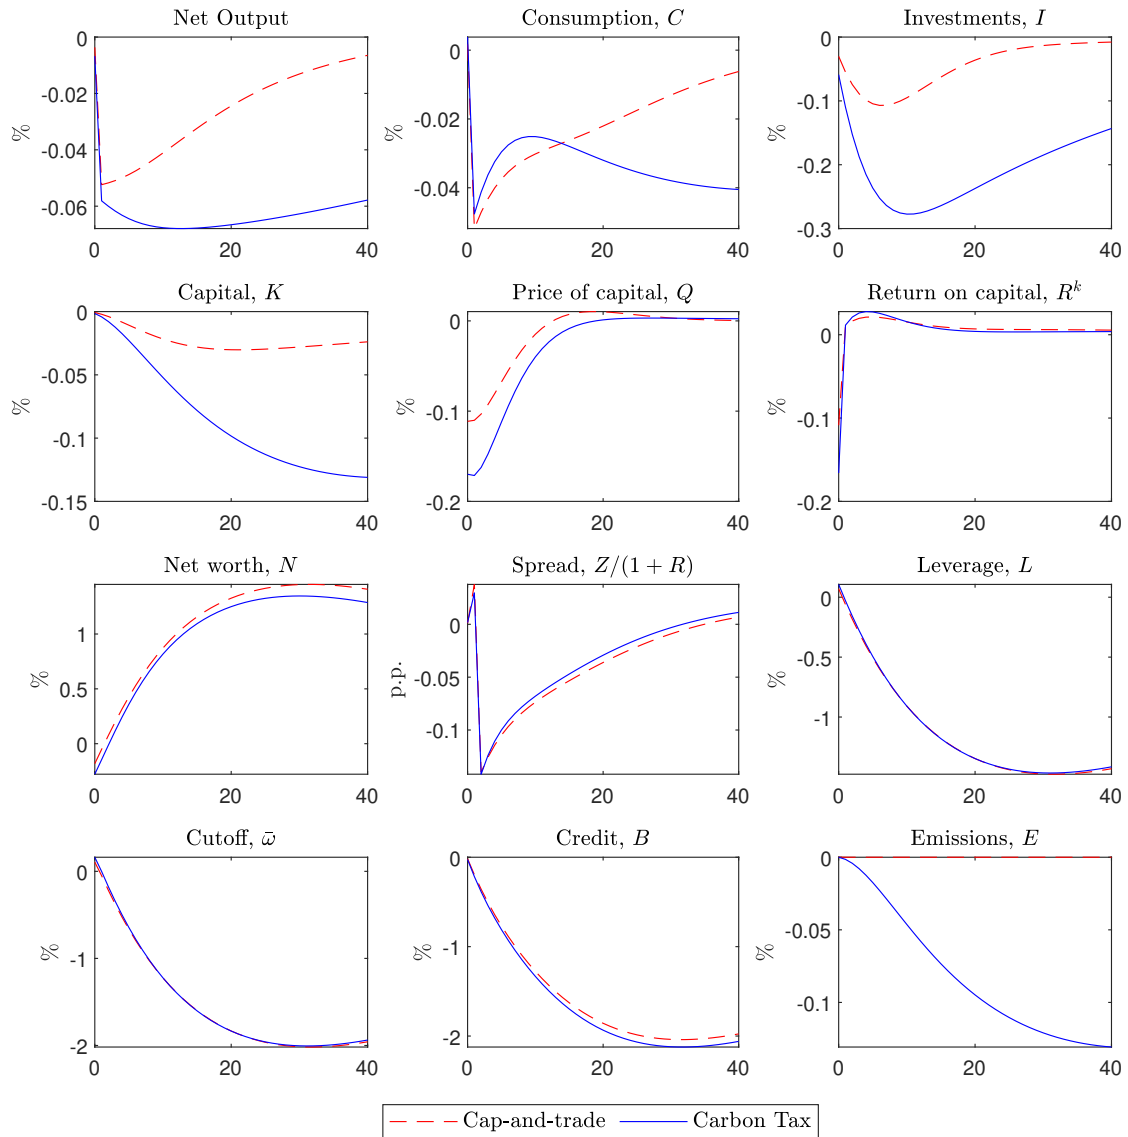 Net Output
Consumption, C
Investments, I
0
-0.02
-0.04
-0.06
%
0 20 40
0
-0.02
-0.04
%
0 20 40
0
-0.1
-0.2
-0.3
%
0 20 40
Capital, K
Price of capital, Q
Return on capital, R^k
0
-0.05
-0.1
-0.15
%
0 20 40
0
-0.1
-0.2
%
0 20 40
0
-0.1
-0.2
%
0 20 40
Net worth, N
Spread, Z/(1 + R)
Leverage, L
1
0.5
0
%
0 20 40
0
-0.05
-0.1
p.p.
0 20 40
0
-0.5
-1
%
0 20 40
Cutoff, ω̄
Credit, B
Emissions, E
0
-1
-2
%
0 20 40
0
-1
-2
%
0 20 40
0
-0.05
-0.1
%
0 20 40
Cap-and-trade Carbon Tax